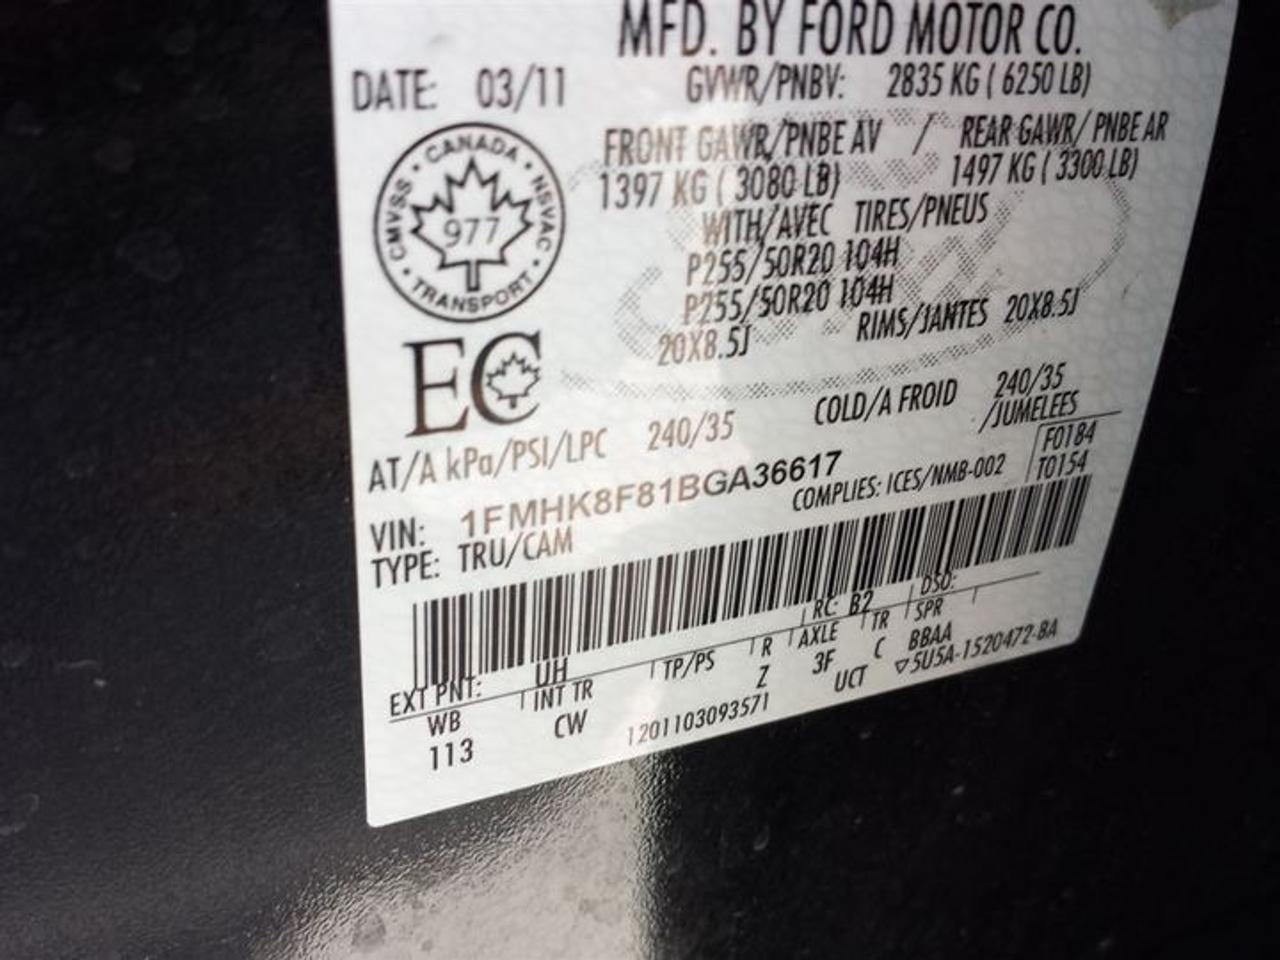 MFD. BY FORD MOTOR CO.
DATE: 03/11 GVWR/PNBV: 2835 KG ( 6250 LB)
FRONT GAWR/PNBE AV / REAR GAWR/ PNBE AR
1397 KG ( 3080 LB) 1497 KG ( 3300 LB)
WITH/AVEC TIRES/PNEUS
P255/50R20 104H
P255/50R20 104H
20X8.5J RIMS/JANTES 20X8.5J
• CANADA • NSVAC • TRANSPORT • CMVSS
977
EC
AT/A kPa/PSI/LPC 240/35 COLD/A FROID 240/35
/JUMELEES
VIN: 1FMHK8F81BGA36617 COMPLIES: ICES/NMB-002
F0184
T0154
TYPE: TRU/CAM
EXT PNT: UH RC: B2 DSO:
WB INT TR TP/PS R AXLE TR SPR
113 CW Z 3F C BBAA
1201103093571 UCT ▽5U5A-1520472-BA